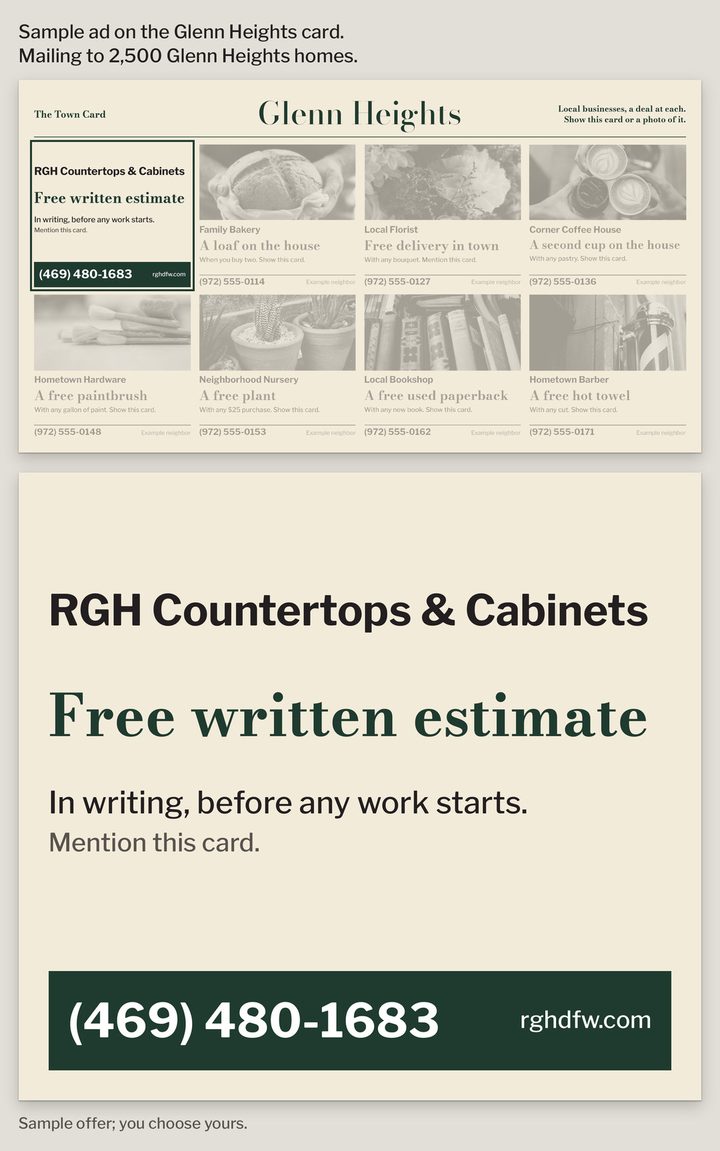 Sample ad on the Glenn Heights card.
Mailing to 2,500 Glenn Heights homes.
The Town Card
Glenn Heights
Local businesses, a deal at each.
Show this card or a photo of it.
RGH Countertops & Cabinets
Free written estimate
In writing, before any work starts.
Mention this card.
(469) 480-1683 rghdfw.com
Family Bakery
A loaf on the house
When you buy two. Show this card.
(972) 555-0114 Example neighbor
Local Florist
Free delivery in town
With any bouquet. Mention this card.
(972) 555-0127 Example neighbor
Corner Coffee House
A second cup on the house
With any pastry. Show this card.
(972) 555-0136 Example neighbor
Hometown Hardware
A free paintbrush
With any gallon of paint. Show this card.
(972) 555-0148 Example neighbor
Neighborhood Nursery
A free plant
With any $25 purchase. Show this card.
(972) 555-0153 Example neighbor
Local Bookshop
A free used paperback
With any new book. Show this card.
(972) 555-0162 Example neighbor
Hometown Barber
A free hot towel
With any cut. Show this card.
(972) 555-0171 Example neighbor
RGH Countertops & Cabinets
Free written estimate
In writing, before any work starts.
Mention this card.
(469) 480-1683 rghdfw.com
Sample offer; you choose yours.